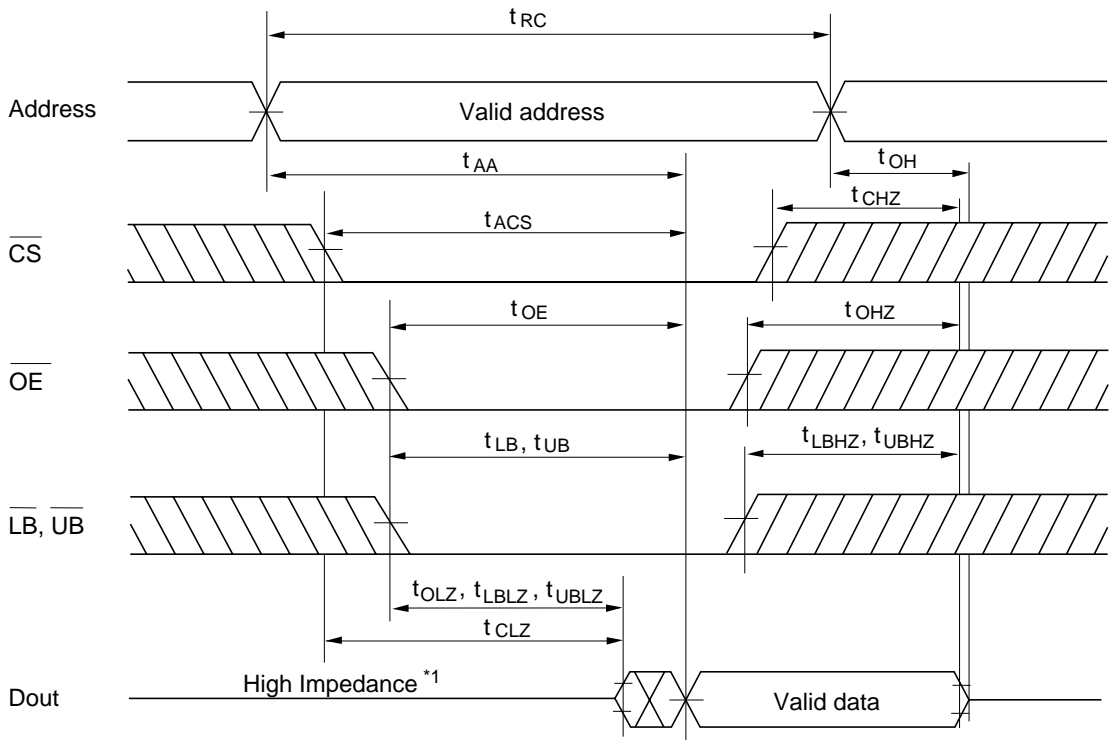 t RC
Address
Valid address
t AA
t OH
t CHZ
CS
t ACS
t OE
t OHZ
OE
t LB, t UB
t LBHZ, t UBHZ
LB, UB
t OLZ, t LBLZ, t UBLZ
t CLZ
High Impedance *1
Dout
Valid data